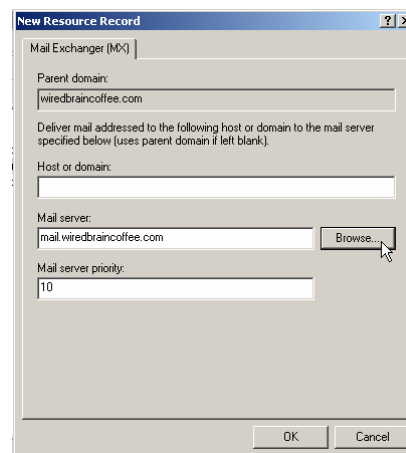 New Resource Record
Mail Exchanger (MX)
Parent domain:
wiredbraincoffee.com
Deliver mail addressed to the following host or domain to the mail server
specified below (uses parent domain if left blank).
Host or domain:
Mail server:
mail.wiredbraincoffee.com
Browse...
Mail server priority:
10
OK
Cancel